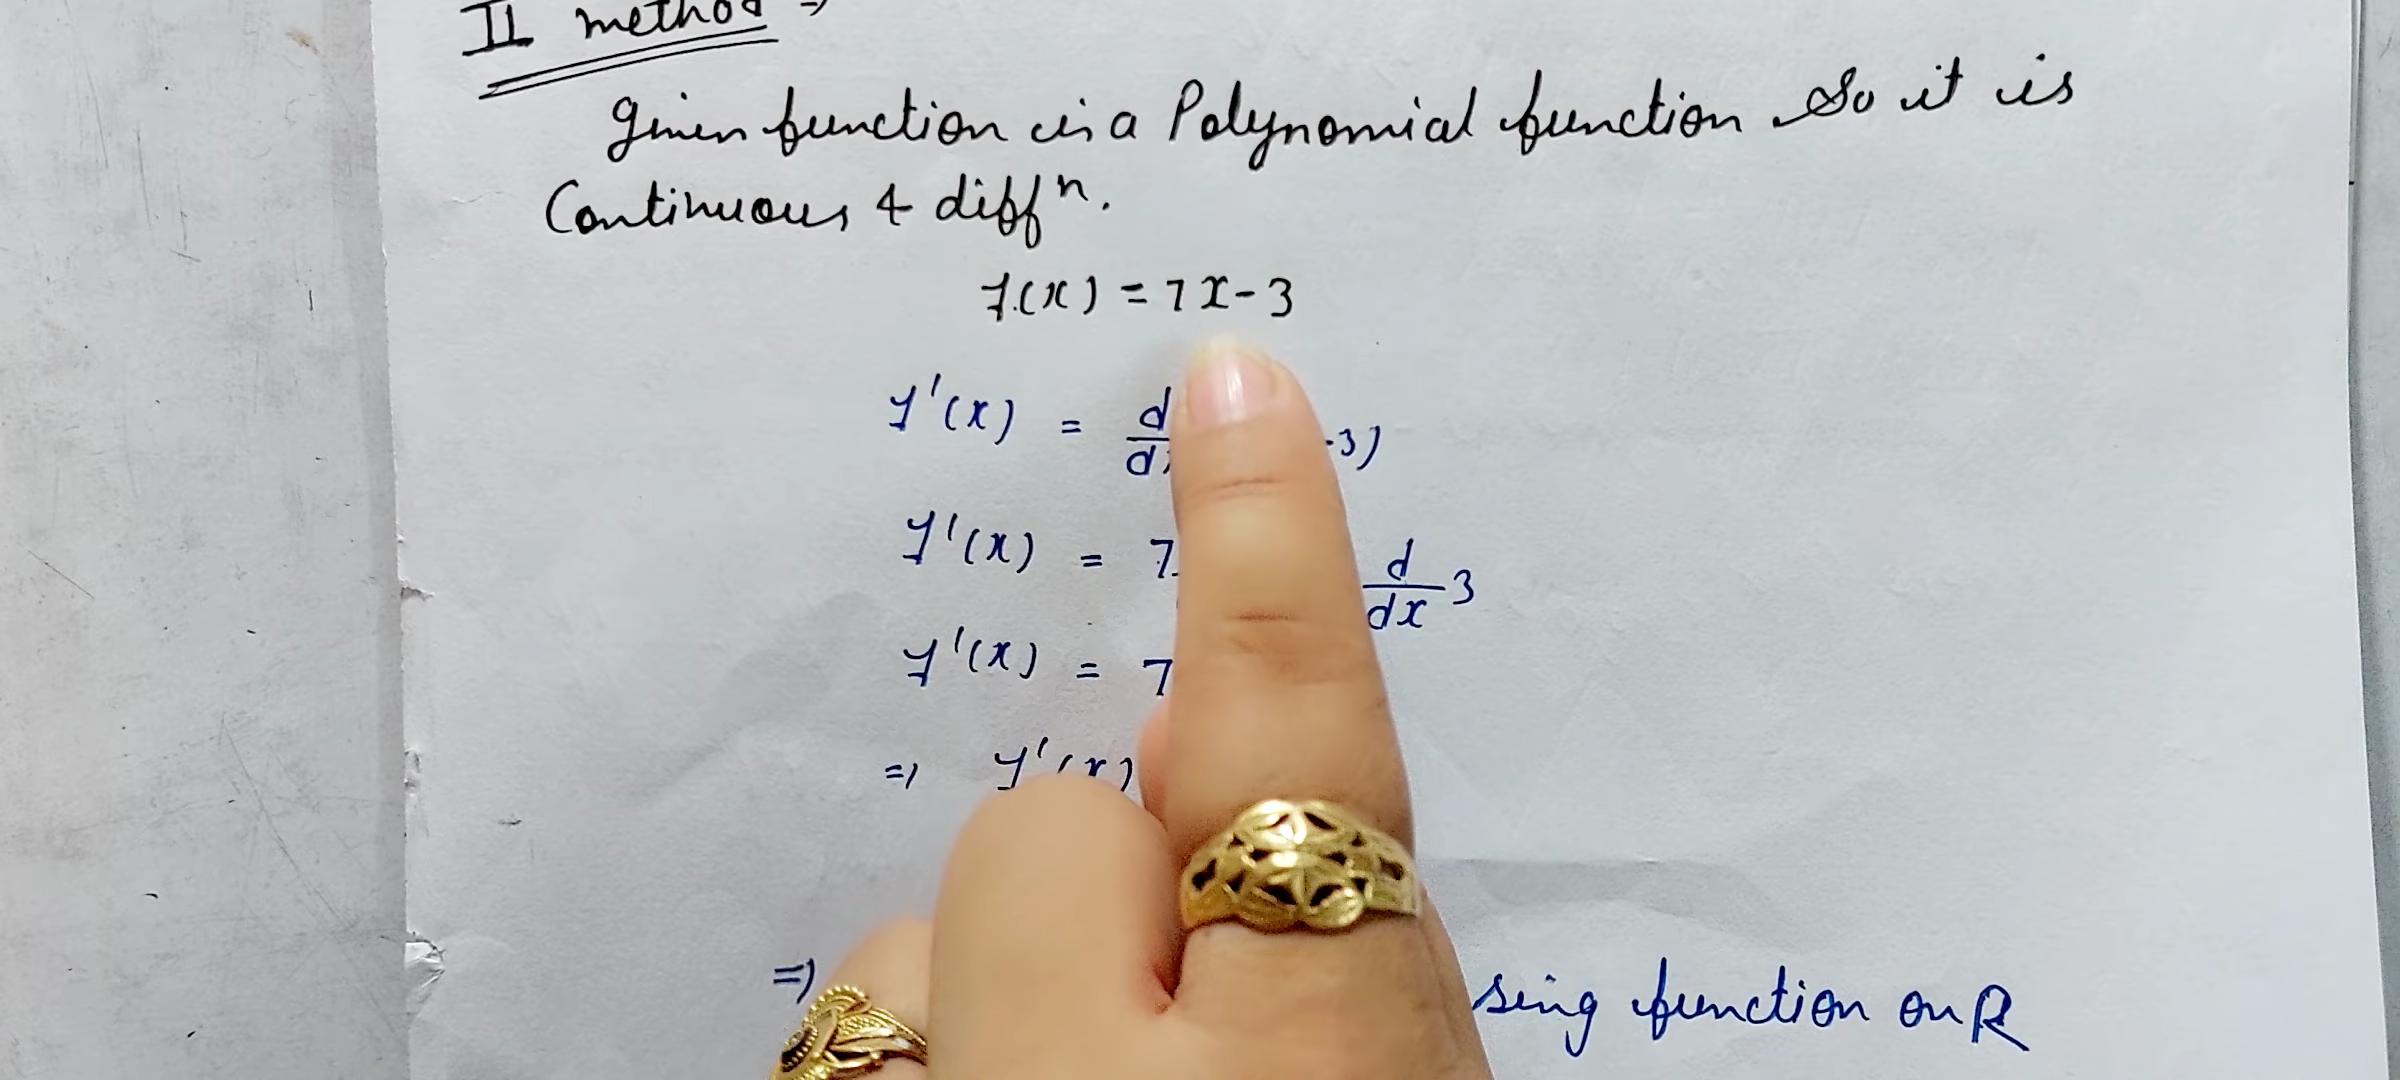 II method ⇒
Given function is a Polynomial function So it is
Continuous & diffⁿ.
f(x) = 7x-3
f'(x) = d/d -3)
f'(x) = 7 d/dx 3
f'(x) = 7
⇒ f'(x)
⇒ sing function on R